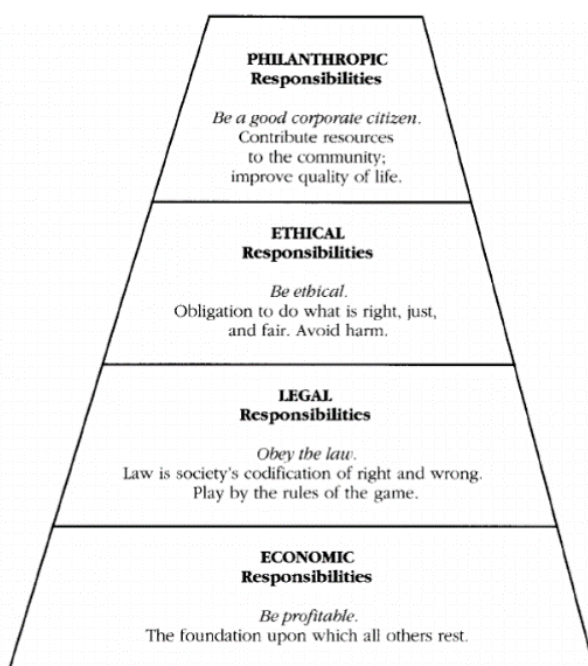 PHILANTHROPIC
Responsibilities
Be a good corporate citizen.
Contribute resources
to the community;
improve quality of life.
ETHICAL
Responsibilities
Be ethical.
Obligation to do what is right, just,
and fair. Avoid harm.
LEGAL
Responsibilities
Obey the law.
Law is society's codification of right and wrong.
Play by the rules of the game.
ECONOMIC
Responsibilities
Be profitable.
The foundation upon which all others rest.